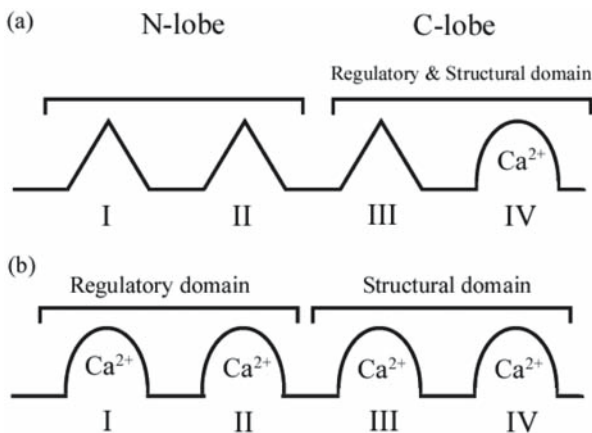 (a)
N-lobe C-lobe
Regulatory & Structural domain
Ca²⁺
I II III IV
(b)
Regulatory domain Structural domain
Ca²⁺ Ca²⁺ Ca²⁺ Ca²⁺
I II III IV